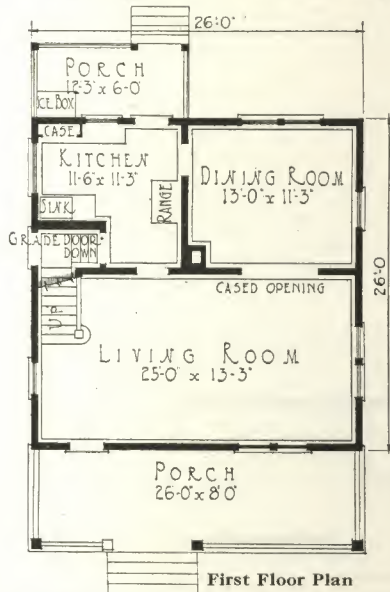 26'-0"
PORCH
12'-3" x 6'-0"
ICE BOX
CASE
KITCHEN
11'-6" x 11'-3"
DINING ROOM
13'-0" x 11'-3"
SINK
RANGE
GRADE DOOR
DOWN
26'-0
CASED OPENING
UP
LIVING ROOM
25'-0" x 13'-3"
PORCH
26'-0" x 8'-0"
First Floor Plan